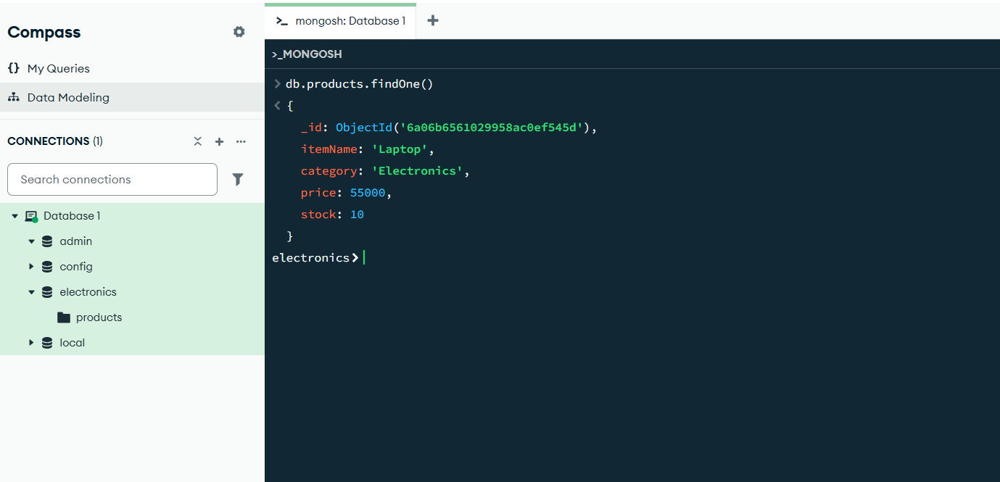 Compass
My Queries
Data Modeling
CONNECTIONS (1)
Search connections
Database 1
admin
config
electronics
products
local
mongosh: Database 1
>_MONGOSH
> db.products.findOne()
< {
_id: ObjectId('6a06b6561029958ac0ef545d'),
itemName: 'Laptop',
category: 'Electronics',
price: 55000,
stock: 10
}
electronics>